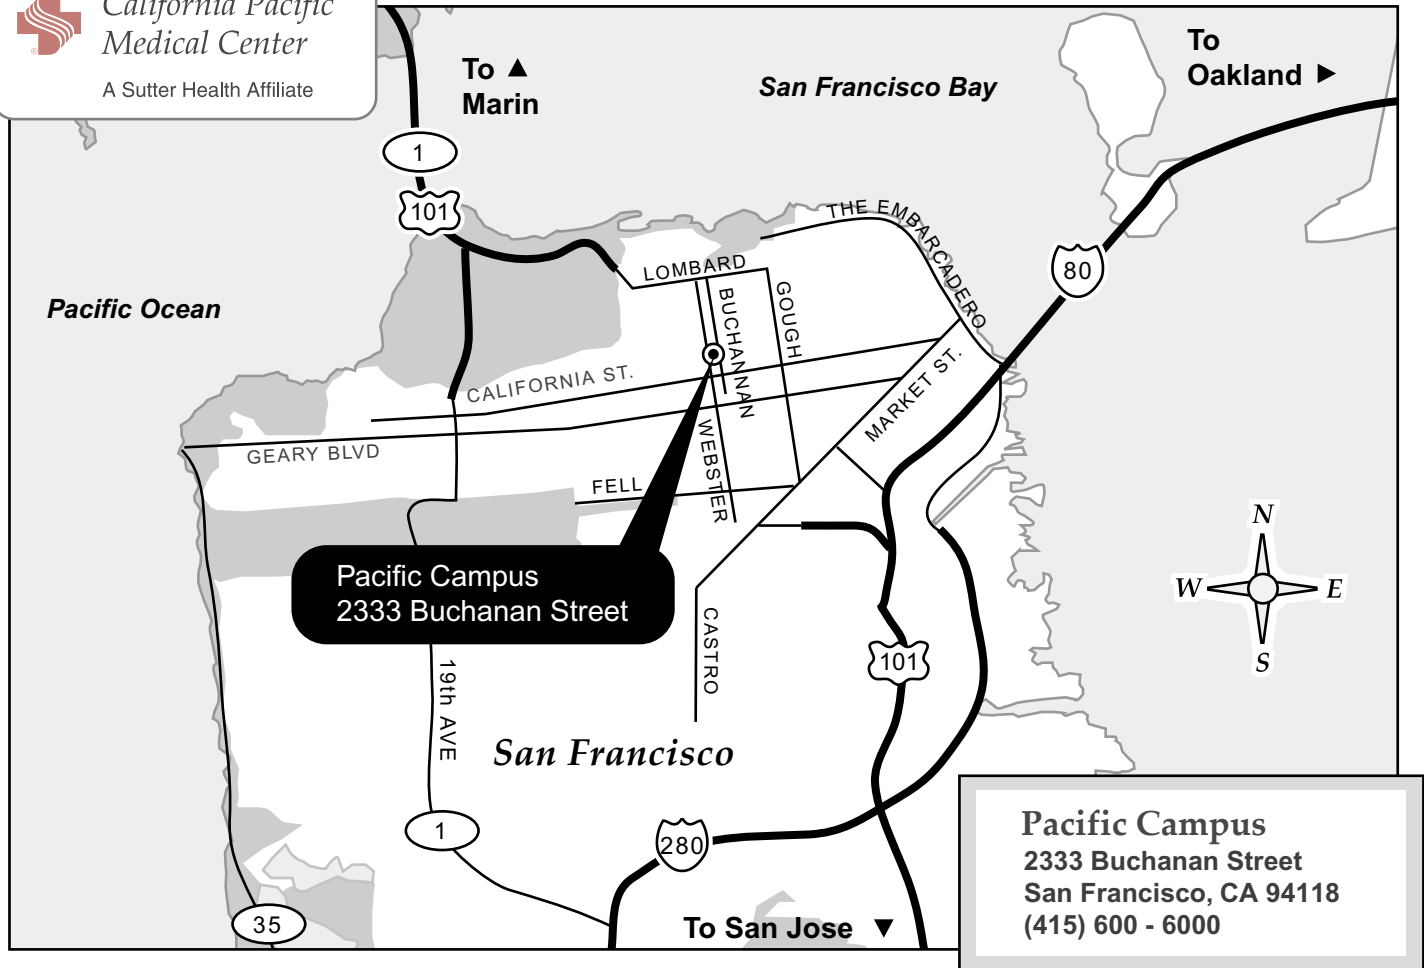 California Pacific
Medical Center
®
A Sutter Health Affiliate
To ▲
Marin
San Francisco Bay
To
Oakland ►
1
101
THE EMBARCADERO
80
Pacific Ocean
LOMBARD
BUCHANNAN
GOUGH
CALIFORNIA ST.
MARKET ST.
GEARY BLVD
WEBSTER
FELL
N
W
E
S
Pacific Campus
2333 Buchanan Street
CASTRO
101
19th AVE
San Francisco
1
280
35
To San Jose ▼
Pacific Campus
2333 Buchanan Street
San Francisco, CA 94118
(415) 600 - 6000